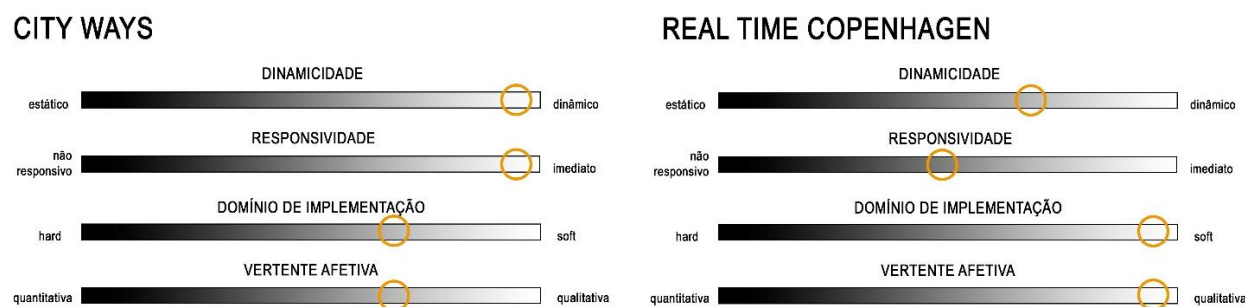 CITY WAYS
DINAMICIDADE
estático
dinâmico
RESPONSIVIDADE
não
responsivo
imediato
DOMÍNIO DE IMPLEMENTAÇÃO
hard
soft
VERTENTE AFETIVA
quantitativa
qualitativa
REAL TIME COPENHAGEN
DINAMICIDADE
estático
dinâmico
RESPONSIVIDADE
não
responsivo
imediato
DOMÍNIO DE IMPLEMENTAÇÃO
hard
soft
VERTENTE AFETIVA
quantitativa
qualitativa